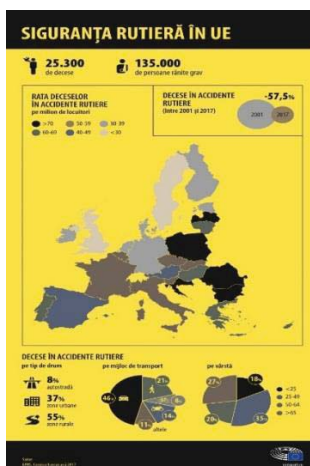 SIGURANȚA RUTIERĂ ÎN UE
25.300
de decese
135.000
de persoane rănite grav
RATA DECESELOR
ÎN ACCIDENTE RUTIERE
pe milion de locuitori
>70
50-59
30-39
60-69
40-49
<30
DECESE ÎN ACCIDENTE
RUTIERE
(între 2001 și 2017)
-57,5%
2001
2017
DECESE ÎN ACCIDENTE RUTIERE
pe tip de drum
8%
autostradă
37%
zone urbane
55%
zone rurale
pe mijloc de transport
46%
21%
8%
14%
11%
altele
pe vârstă
27%
18%
<25
25-49
50-64
>65